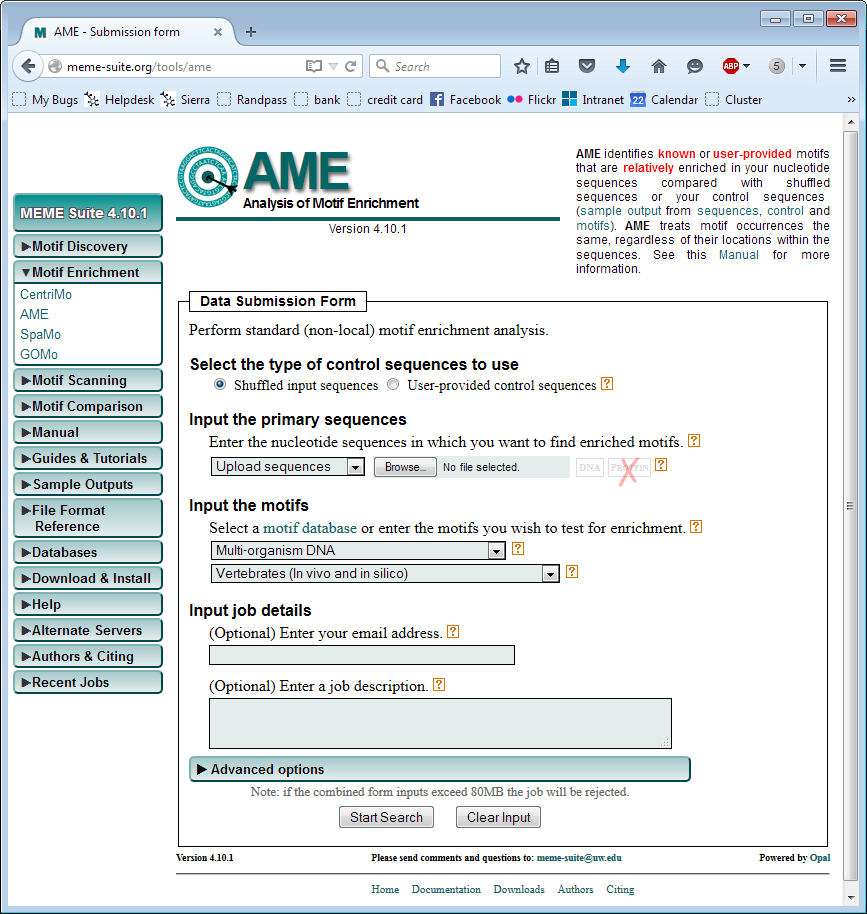 AME - Submission form
meme-suite.org/tools/ame
Search
ABP
5
My Bugs Helpdesk Sierra Randpass bank credit card Facebook Flickr Intranet 22 Calendar Cluster
MEME Suite 4.10.1
Motif Discovery
Motif Enrichment
CentriMo
AME
SpaMo
GOMo
Motif Scanning
Motif Comparison
Manual
Guides & Tutorials
Sample Outputs
File Format
Reference
Databases
Download & Install
Help
Alternate Servers
Authors & Citing
Recent Jobs
AME
Analysis of Motif Enrichment
Version 4.10.1
AME identifies known or user-provided motifs
that are relatively enriched in your nucleotide
sequences compared with shuffled
sequences or your control sequences
(sample output from sequences, control and
motifs). AME treats motif occurrences the
same, regardless of their locations within the
sequences. See this Manual for more
information.
Data Submission Form
Perform standard (non-local) motif enrichment analysis.
Select the type of control sequences to use
Shuffled input sequences User-provided control sequences ?
Input the primary sequences
Enter the nucleotide sequences in which you want to find enriched motifs. ?
Upload sequences Browse... No file selected. DNA PROTEIN ?
Input the motifs
Select a motif database or enter the motifs you wish to test for enrichment. ?
Multi-organism DNA ?
Vertebrates (In vivo and in silico) ?
Input job details
(Optional) Enter your email address. ?
(Optional) Enter a job description. ?
Advanced options
Note: if the combined form inputs exceed 80MB the job will be rejected.
Start Search Clear Input
Version 4.10.1 Please send comments and questions to: meme-suite@uw.edu Powered by Opal
Home Documentation Downloads Authors Citing